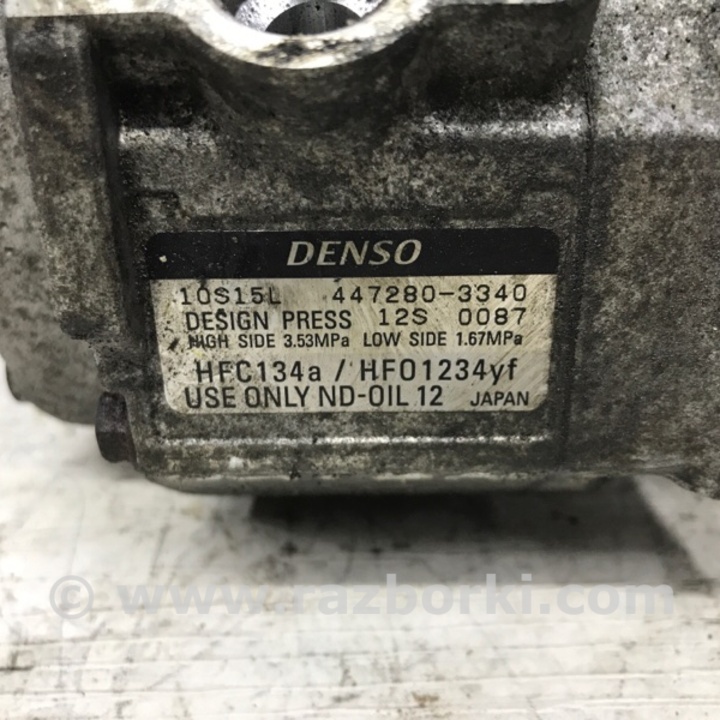 DENSO
10S15L 447280-3340
DESIGN PRESS 12S 0087
HIGH SIDE 3.53MPa LOW SIDE 1.67MPa
HFC134a / HFO1234yf
USE ONLY ND-OIL 12 JAPAN
© www.razborki.com